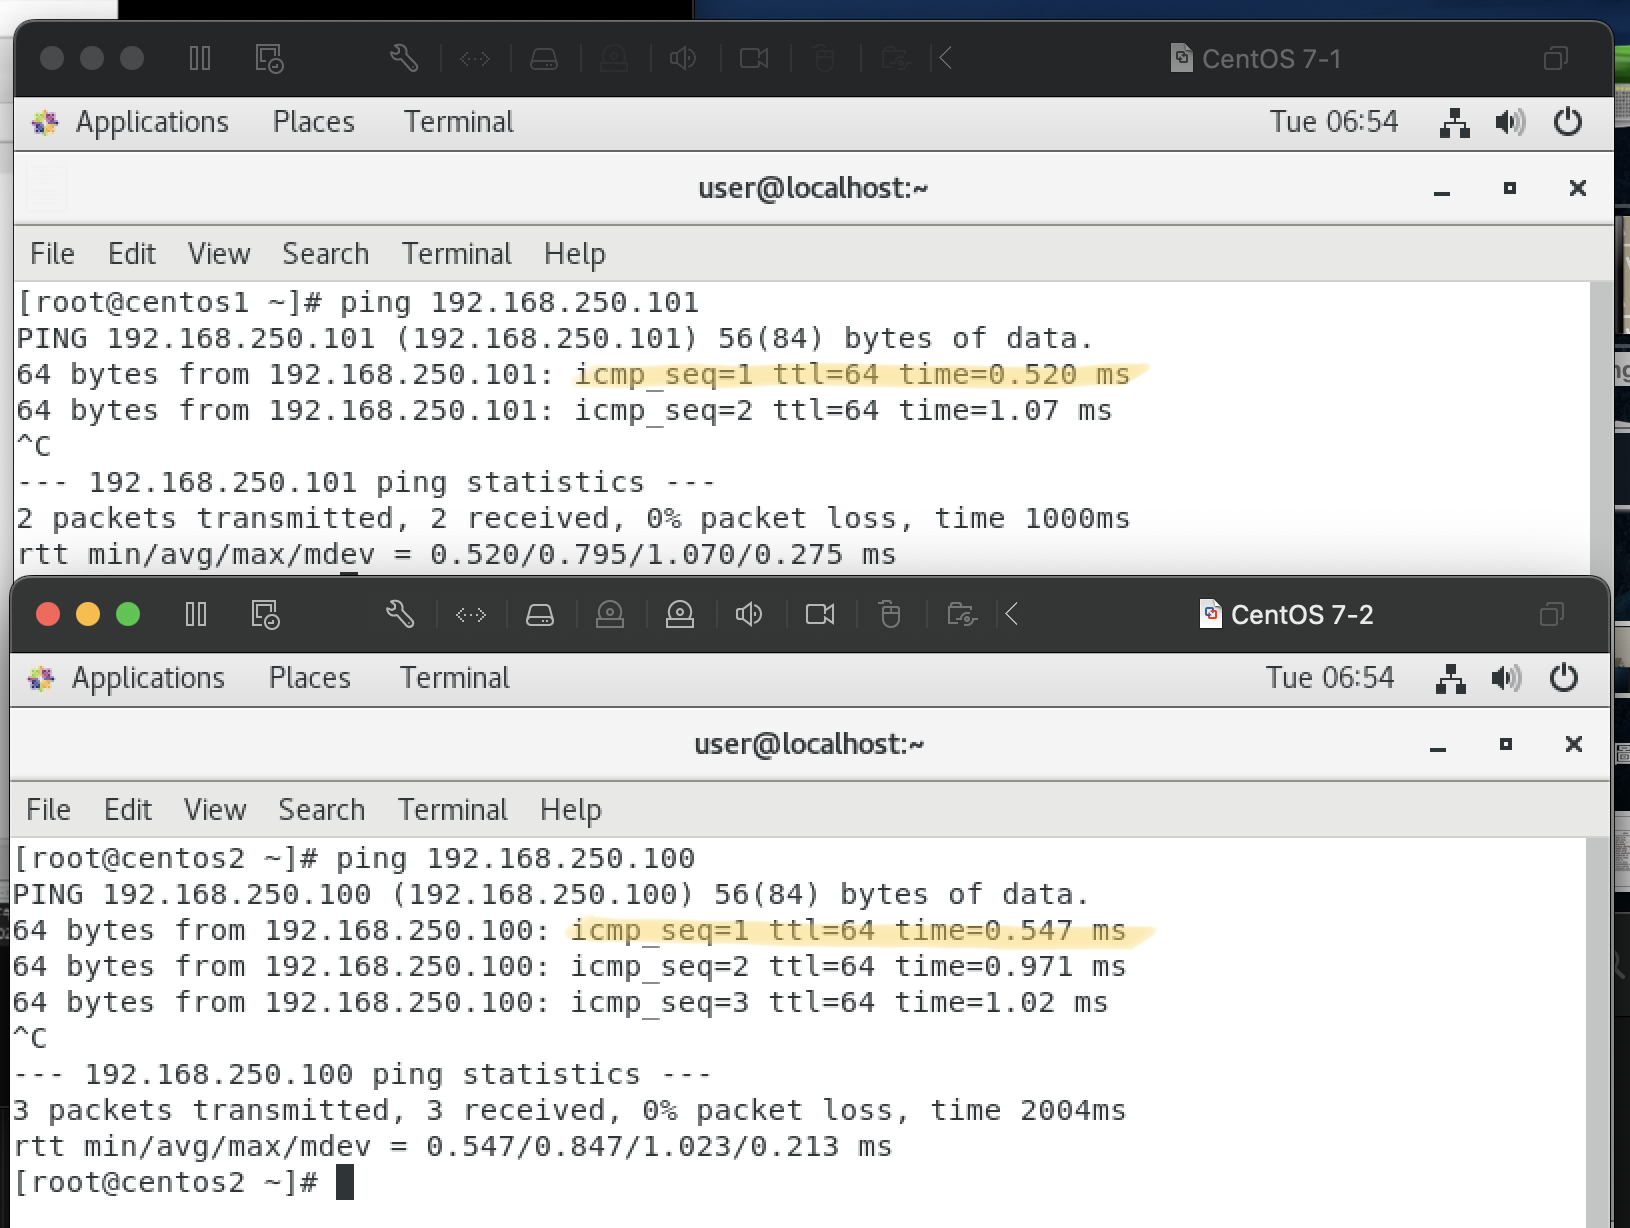 CentOS 7-1
Applications Places Terminal Tue 06:54
user@localhost:~
File Edit View Search Terminal Help
[root@centos1 ~]# ping 192.168.250.101
PING 192.168.250.101 (192.168.250.101) 56(84) bytes of data.
64 bytes from 192.168.250.101: icmp_seq=1 ttl=64 time=0.520 ms
64 bytes from 192.168.250.101: icmp_seq=2 ttl=64 time=1.07 ms
^C
--- 192.168.250.101 ping statistics ---
2 packets transmitted, 2 received, 0% packet loss, time 1000ms
rtt min/avg/max/mdev = 0.520/0.795/1.070/0.275 ms
CentOS 7-2
Applications Places Terminal Tue 06:54
user@localhost:~
File Edit View Search Terminal Help
[root@centos2 ~]# ping 192.168.250.100
PING 192.168.250.100 (192.168.250.100) 56(84) bytes of data.
64 bytes from 192.168.250.100: icmp_seq=1 ttl=64 time=0.547 ms
64 bytes from 192.168.250.100: icmp_seq=2 ttl=64 time=0.971 ms
64 bytes from 192.168.250.100: icmp_seq=3 ttl=64 time=1.02 ms
^C
--- 192.168.250.100 ping statistics ---
3 packets transmitted, 3 received, 0% packet loss, time 2004ms
rtt min/avg/max/mdev = 0.547/0.847/1.023/0.213 ms
[root@centos2 ~]#